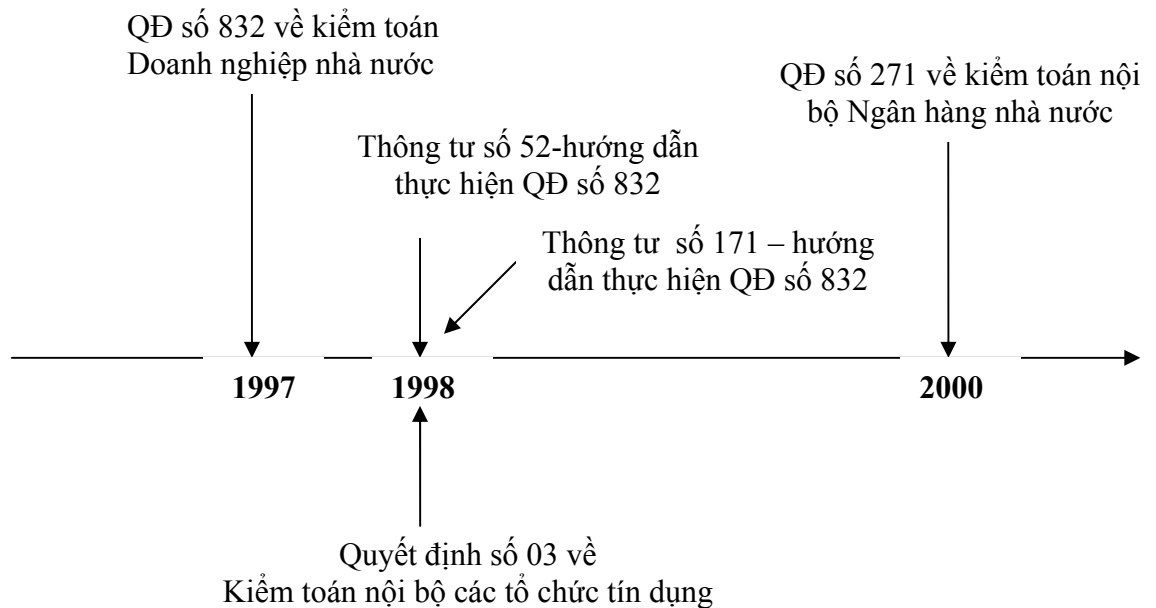 QĐ số 832 về kiểm toán
Doanh nghiệp nhà nước
QĐ số 271 về kiểm toán nội
bộ Ngân hàng nhà nước
Thông tư số 52-hướng dẫn
thực hiện QĐ số 832
Thông tư số 171 – hướng
dẫn thực hiện QĐ số 832
1997
1998
2000
Quyết định số 03 về
Kiểm toán nội bộ các tổ chức tín dụng